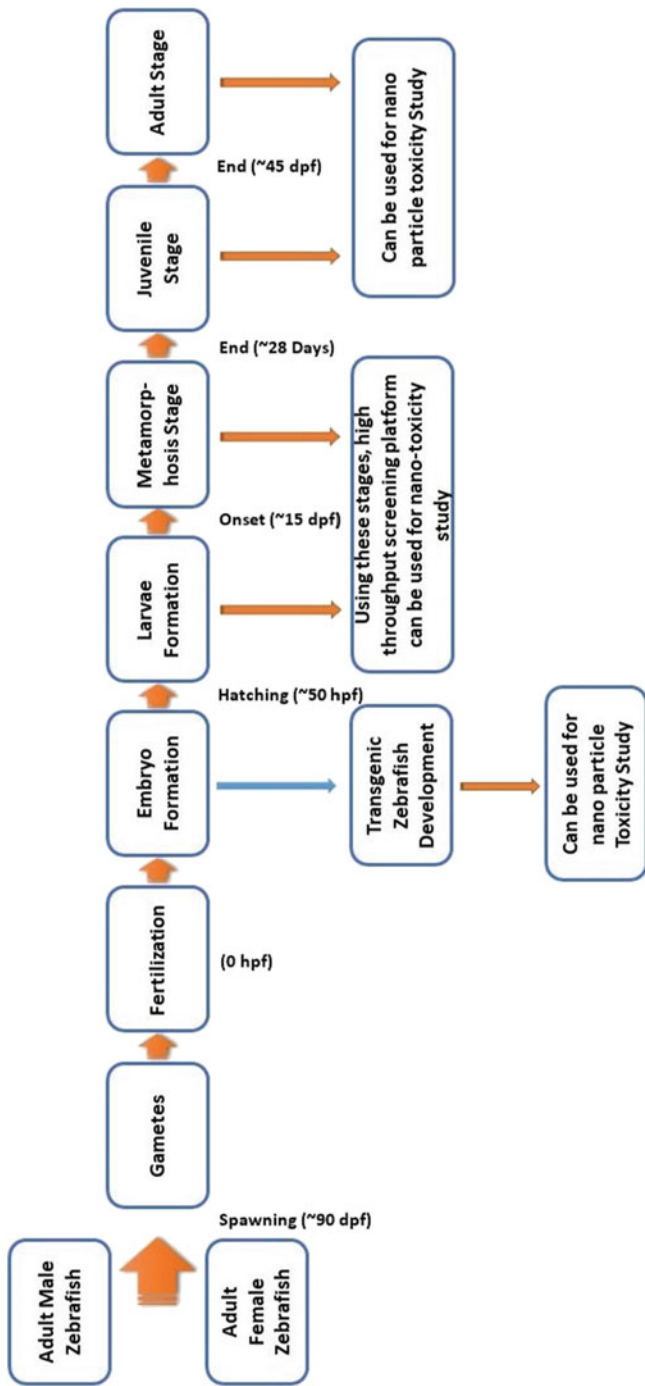 Adult Male
Zebrafish
Adult
Female
Zebrafish
Spawning (~90 dpf)
Gametes
Fertilization
(0 hpf)
Embryo
Formation
Hatching (~50 hpf)
Larvae
Formation
Onset (~15 dpf)
Metamorp-
hosis Stage
End (~28 Days)
Juvenile
Stage
End (~45 dpf)
Adult Stage
Transgenic
Zebrafish
Development
Can be used for
nano particle
Toxicity Study
Using these stages, high
throughput screening platform
can be used for nano-toxicity
study
Can be used for nano
particle toxicity Study